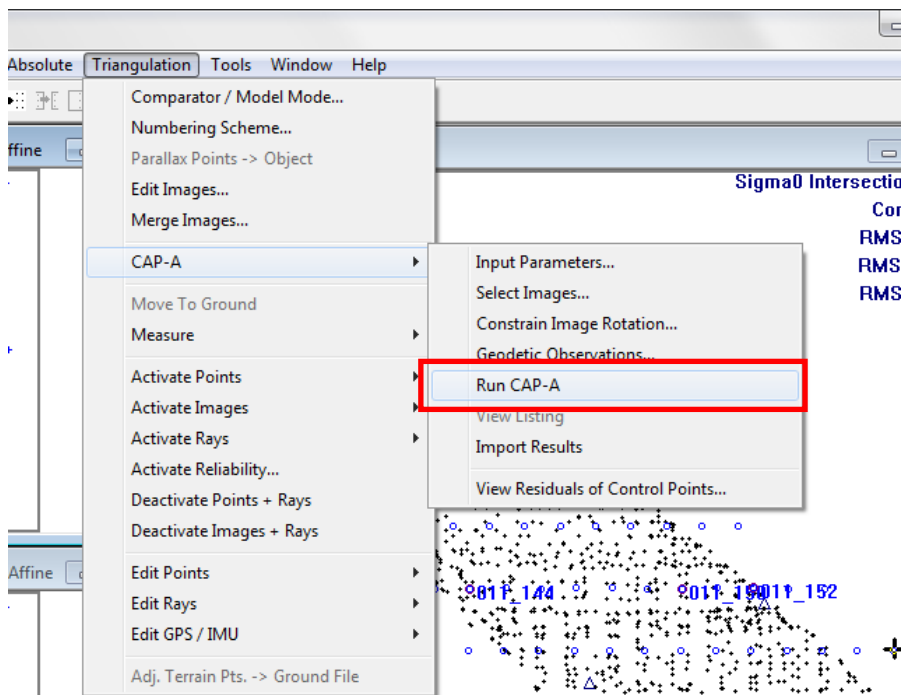 Absolute Triangulation Tools Window Help
Comparator / Model Mode...
Numbering Scheme...
Parallax Points -> Object
Edit Images...
Merge Images...
CAP-A
Move To Ground
Measure
Activate Points
Activate Images
Activate Rays
Activate Reliability...
Deactivate Points + Rays
Deactivate Images + Rays
Edit Points
Edit Rays
Edit GPS / IMU
Adj. Terrain Pts. -> Ground File
Input Parameters...
Select Images...
Constrain Image Rotation...
Geodetic Observations...
Run CAP-A
View Listing
Import Results
View Residuals of Control Points...
ffine
Affine
Sigma0 Intersectio
Cor
RMS
RMS
RMS
011_144
011_152